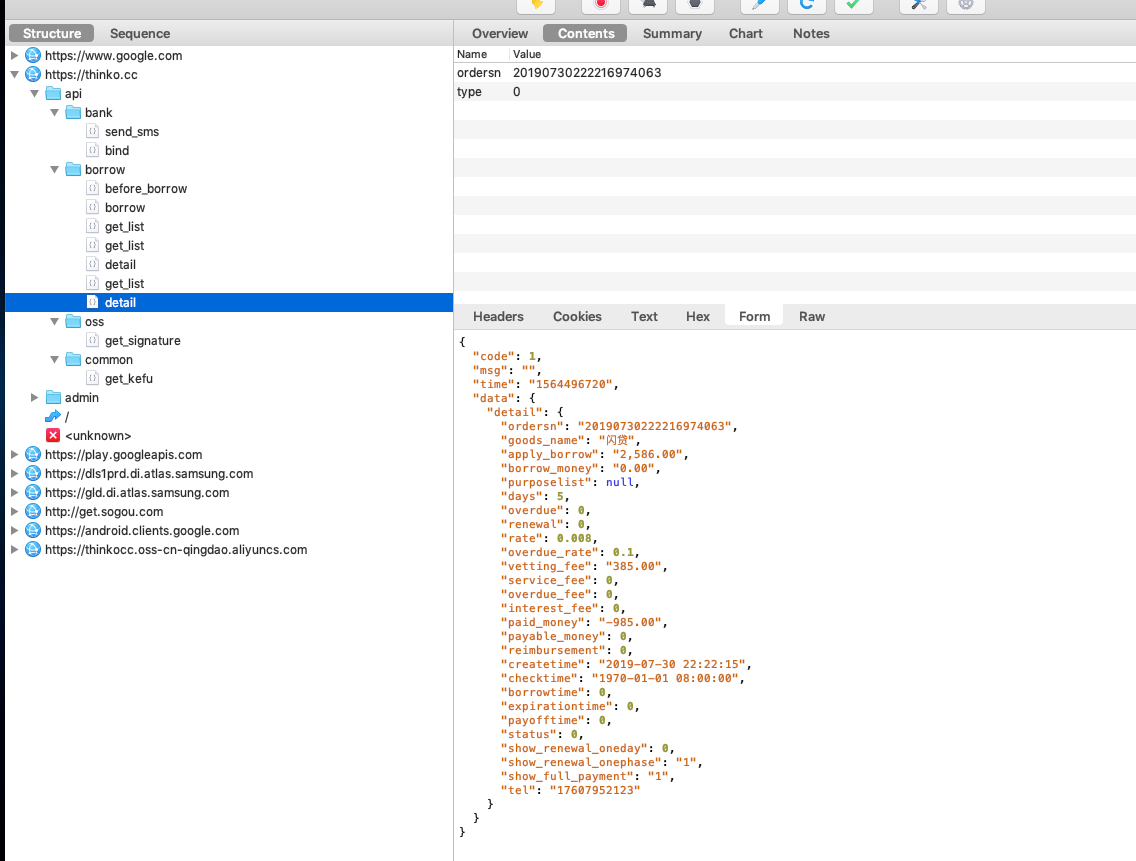 Structure
Sequence
https://www.google.com
https://thinko.cc
api
bank
send_sms
bind
borrow
before_borrow
borrow
get_list
get_list
detail
get_list
detail
oss
get_signature
common
get_kefu
admin
/
<unknown>
https://play.googleapis.com
https://dls1prd.di.atlas.samsung.com
https://gld.di.atlas.samsung.com
http://get.sogou.com
https://android.clients.google.com
https://thinkocc.oss-cn-qingdao.aliyuncs.com
Overview Contents Summary Chart Notes
Name Value
ordersn 20190730222216974063
type 0
Headers Cookies Text Hex Form Raw
{
"code": 1,
"msg": "",
"time": "1564496720",
"data": {
"detail": {
"ordersn": "20190730222216974063",
"goods_name": "闪贷",
"apply_borrow": "2,586.00",
"borrow_money": "0.00",
"purposelist": null,
"days": 5,
"overdue": 0,
"renewal": 0,
"rate": 0.008,
"overdue_rate": 0.1,
"vetting_fee": "385.00",
"service_fee": 0,
"overdue_fee": 0,
"interest_fee": 0,
"paid_money": "-985.00",
"payable_money": 0,
"reimbursement": 0,
"createtime": "2019-07-30 22:22:15",
"checktime": "1970-01-01 08:00:00",
"borrowtime": 0,
"expirationtime": 0,
"payofftime": 0,
"status": 0,
"show_renewal_oneday": 0,
"show_renewal_onephase": "1",
"show_full_payment": "1",
"tel": "17607952123"
}
}
}